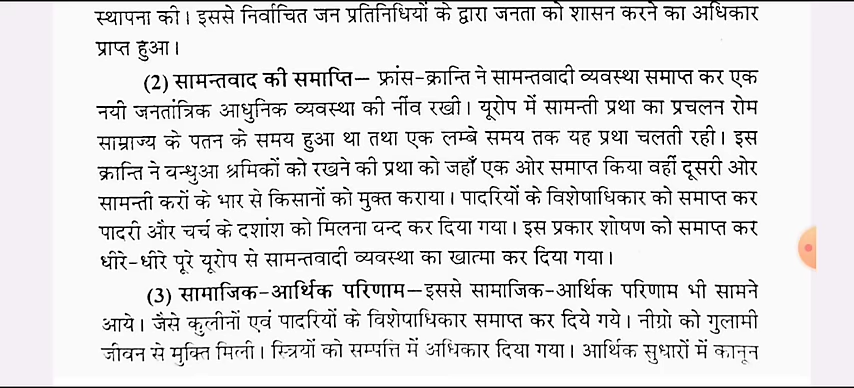 स्थापना की। इससे निर्वाचित जन प्रतिनिधियों के द्वारा जनता को शासन करने का अधिकार
प्राप्त हुआ।
(2) सामन्तवाद की समाप्ति– फ्रांस-क्रान्ति ने सामन्तवादी व्यवस्था समाप्त कर एक
नयी जनतांत्रिक आधुनिक व्यवस्था की नींव रखी। यूरोप में सामन्ती प्रथा का प्रचलन रोम
साम्राज्य के पतन के समय हुआ था तथा एक लम्बे समय तक यह प्रथा चलती रही। इस
क्रान्ति ने वन्धुआ श्रमिकों को रखने की प्रथा को जहाँ एक ओर समाप्त किया वहीं दूसरी ओर
सामन्ती करों के भार से किसानों को मुक्त कराया। पादरियों के विशेषाधिकार को समाप्त कर
पादरी और चर्च के दशांश को मिलना वन्द कर दिया गया। इस प्रकार शोषण को समाप्त कर
धीरे-धीरे पूरे यूरोप से सामन्तवादी व्यवस्था का खात्मा कर दिया गया।
(3) सामाजिक-आर्थिक परिणाम–इससे सामाजिक-आर्थिक परिणाम भी सामने
आये। जैसे कुलीनों एवं पादरियों के विशेषाधिकार समाप्त कर दिये गये। नीग्रो को गुलामी
जीवन से मुक्ति मिली। स्त्रियों को सम्पत्ति में अधिकार दिया गया। आर्थिक सुधारों में कानून